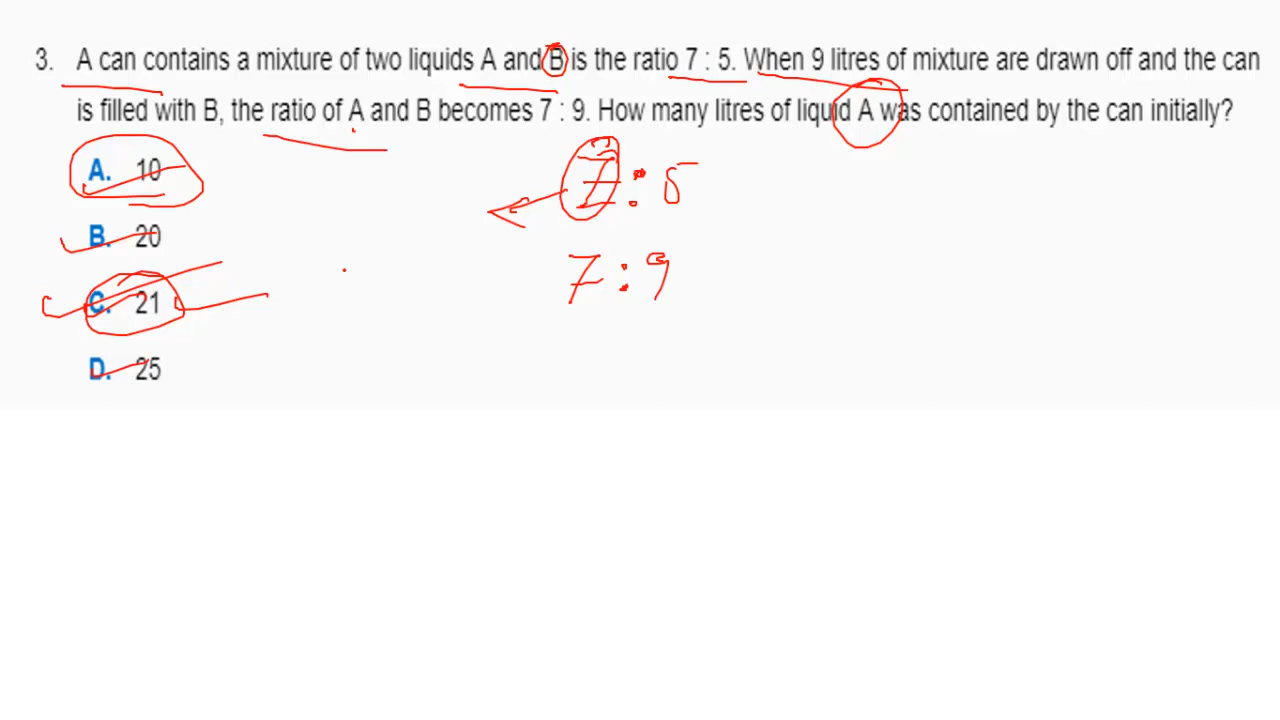 3. A can contains a mixture of two liquids A and B is the ratio 7 : 5. When 9 litres of mixture are drawn off and the can
is filled with B, the ratio of A and B becomes 7 : 9. How many litres of liquid A was contained by the can initially?
A. 10
B. 20
C. 21
D. 25
7 : 5
7 : 9